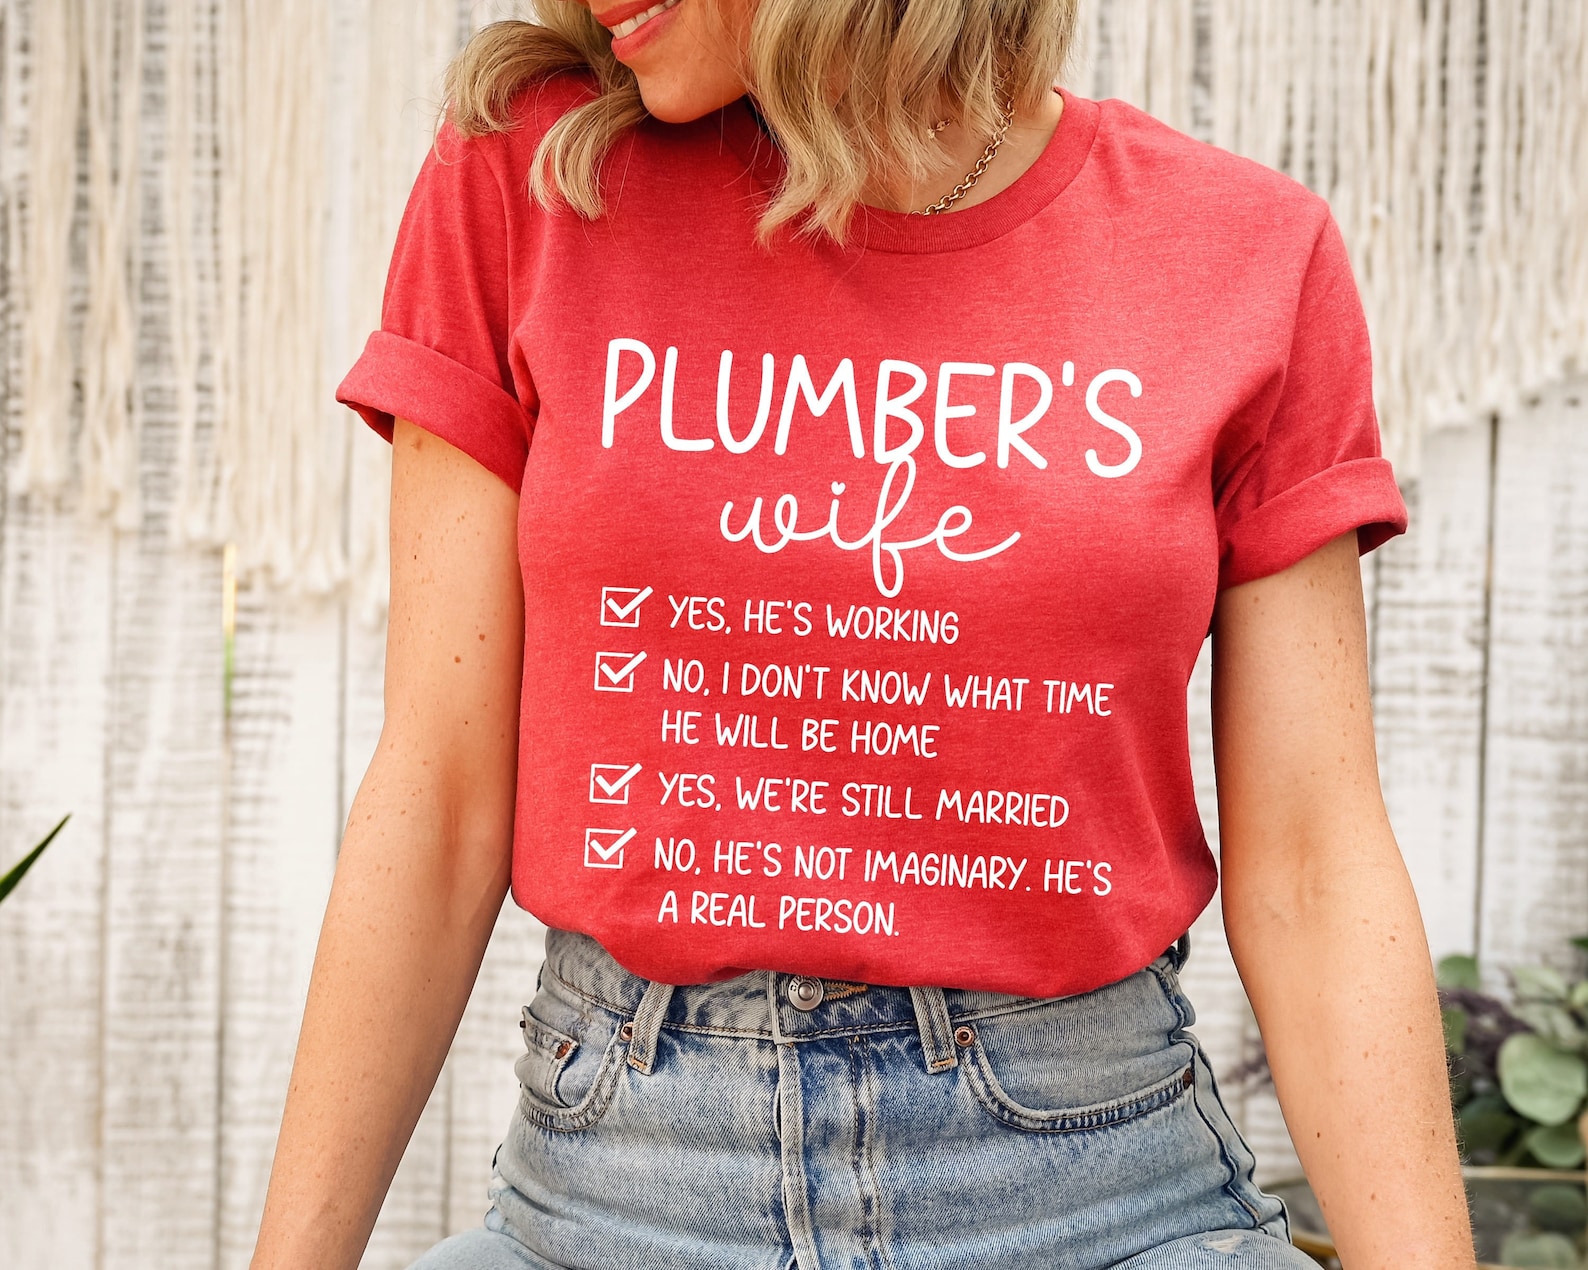 PLUMBER'S
wife
YES, HE'S WORKING
NO, I DON'T KNOW WHAT TIME
HE WILL BE HOME
YES, WE'RE STILL MARRIED
NO, HE'S NOT IMAGINARY. HE'S
A REAL PERSON.